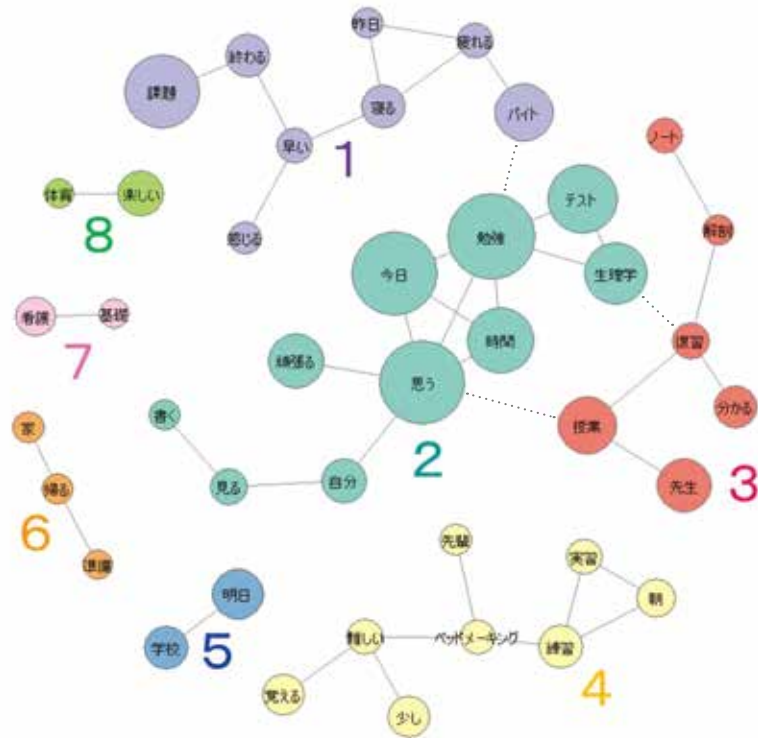 昨日
終わる
疲れる
課題
寝る
バイト
早い
1
ノート
体育
楽しい
テスト
8
感じる
勉強
解剖
今日
生理学
看護
基礎
時間
復習
7
頑張る
思う
書く
分かる
家
授業
2
見る
自分
先生
3
帰る
6
先輩
準備
実習
明日
朝
難しい
ベッドメーキング
練習
学校
5
4
覚える
少し